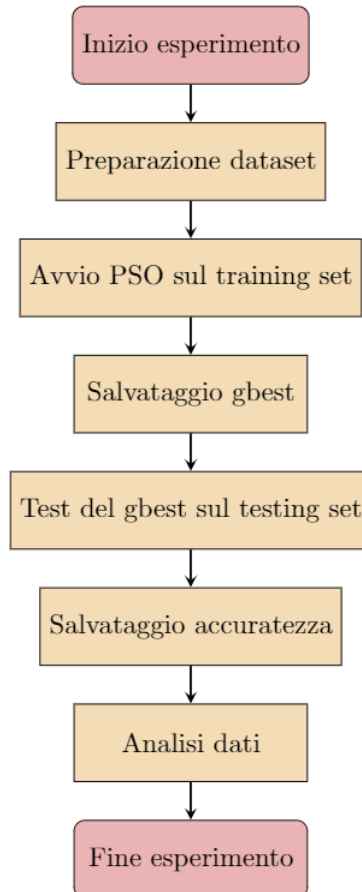 Inizio esperimento
Preparazione dataset
Avvio PSO sul training set
Salvataggio gbest
Test del gbest sul testing set
Salvataggio accuratezza
Analisi dati
Fine esperimento